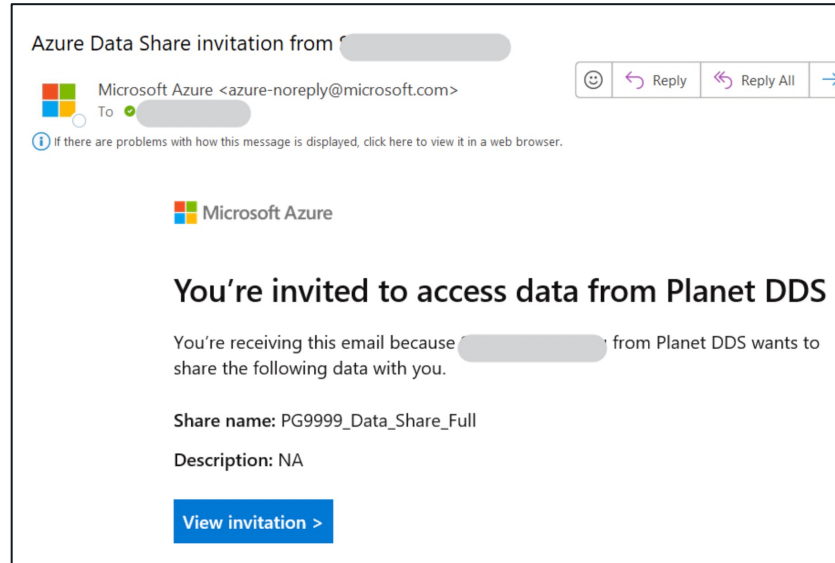 Azure Data Share invitation from
Microsoft Azure <azure-noreply@microsoft.com>
Reply
Reply All
To
If there are problems with how this message is displayed, click here to view it in a web browser.
Microsoft Azure
You're invited to access data from Planet DDS
You're receiving this email because from Planet DDS wants to
share the following data with you.
Share name: PG9999_Data_Share_Full
Description: NA
View invitation >